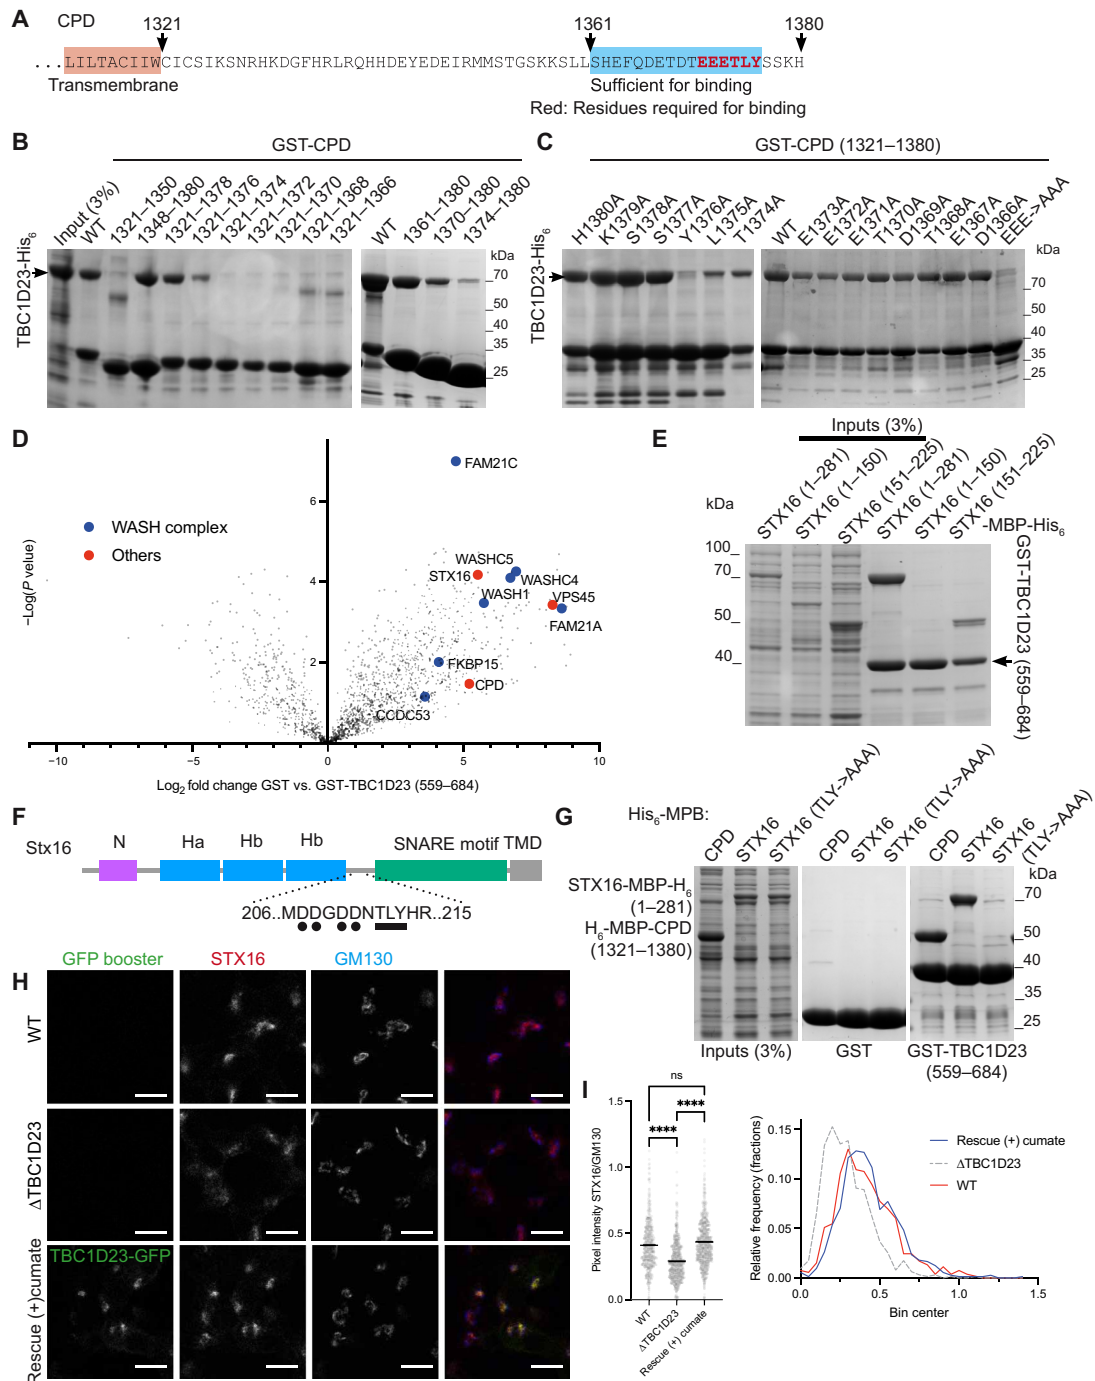 A
CPD
1321
1361
1380
...LILTACIIWCICSIKSNRHKDGFHRLRQHHDEYEDEIRMMSTGSKKSLLSHEFQDETDTEEETLYSSKH
Transmembrane
Sufficient for binding
Red: Residues required for binding
B
GST-CPD
Input (3%)
WT
1321–1350
1348–1380
1321–1378
1321–1376
1321–1374
1321–1372
1321–1370
1321–1368
1321–1366
WT
1361–1380
1370–1380
1374–1380
TBC1D23-His6
kDa
70
50
40
35
25
C
GST-CPD (1321–1380)
H1380A
K1379A
S1378A
S1377A
Y1376A
L1375A
T1374A
WT
E1373A
E1372A
E1371A
T1370A
D1369A
T1368A
E1367A
D1366A
EEE->AAA
TBC1D23-His6
kDa
70
50
40
35
25
D
−Log(P velue)
6
4
2
WASH complex
Others
FAM21C
WASHC5
STX16
WASHC4
WASH1
VPS45
FAM21A
FKBP15
CPD
CCDC53
−10
−5
0
5
10
Log2 fold change GST vs. GST-TBC1D23 (559–684)
E
Inputs (3%)
STX16 (1–281)
STX16 (1–150)
STX16 (151–225)
STX16 (1–281)
STX16 (1–150)
STX16 (151–225)
-MBP-His6
kDa
100
70
50
40
GST-TBC1D23 (559–684)
F
Stx16
N
Ha
Hb
Hb
SNARE motif
TMD
206..MDDGDDNTLYHR..215
G
His6-MPB:
CPD
STX16
STX16 (TLY->AAA)
CPD
STX16
STX16 (TLY->AAA)
CPD
STX16
STX16
(TLY->AAA)
STX16-MBP-H6
(1–281)
H6-MBP-CPD
(1321–1380)
kDa
70
50
40
35
25
Inputs (3%)
GST
GST-TBC1D23
(559–684)
H
GFP booster
STX16
GM130
WT
ΔTBC1D23
TBC1D23-GFP
Rescue (+)cumate
I
Pixel intensity STX16/GM130
1.5
1.0
0.5
0.0
ns
****
****
WT
ΔTBC1D23
Rescue (+) cumate
Relative frequency (fractions)
0.15
0.10
0.05
0.00
0.0
0.5
1.0
1.5
Bin center
Rescue (+) cumate
ΔTBC1D23
WT